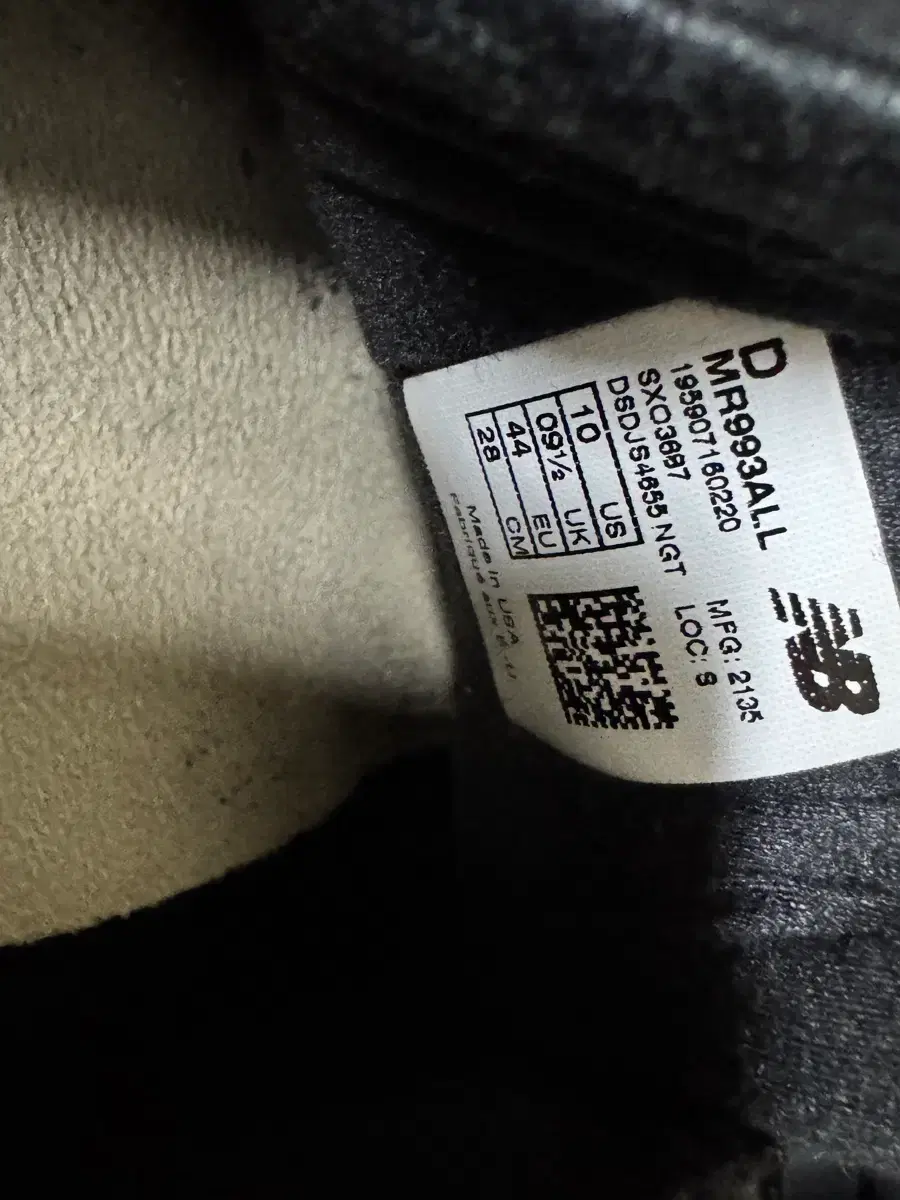 D
MR993ALL
195907160220
SXO3687
DSDJS4655 NGT
MFG: 2135
LOC: S
10 US
09½ UK
44 EU
28 CM
Made in USA
NB